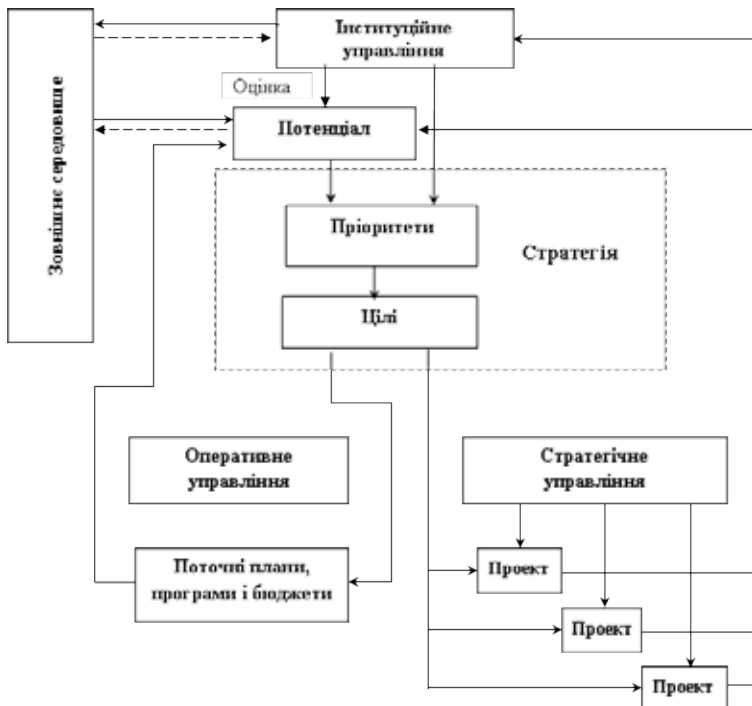 Інституційне
управління
Оцінка
Потенціал
Зовнішнє середовище
Пріоритети
Стратегія
Цілі
Оперативне
управління
Стратегічне
управління
Поточні плани,
програми і бюджети
Проект
Проект
Проект